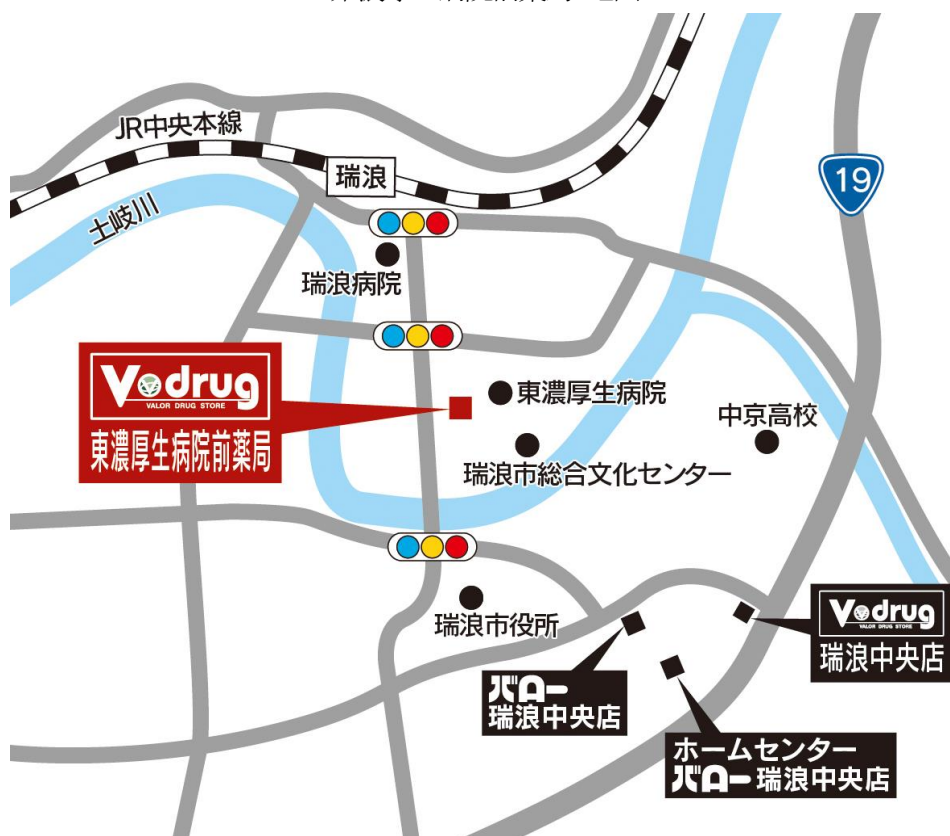 JR中央本線
瑞浪
19
土岐川
瑞浪病院
V・drug
VALOR DRUG STORE
東濃厚生病院前薬局
東濃厚生病院
中京高校
瑞浪市総合文化センター
瑞浪市役所
V・drug
VALOR DRUG STORE
瑞浪中央店
バロー
瑞浪中央店
ホームセンター
バロー 瑞浪中央店